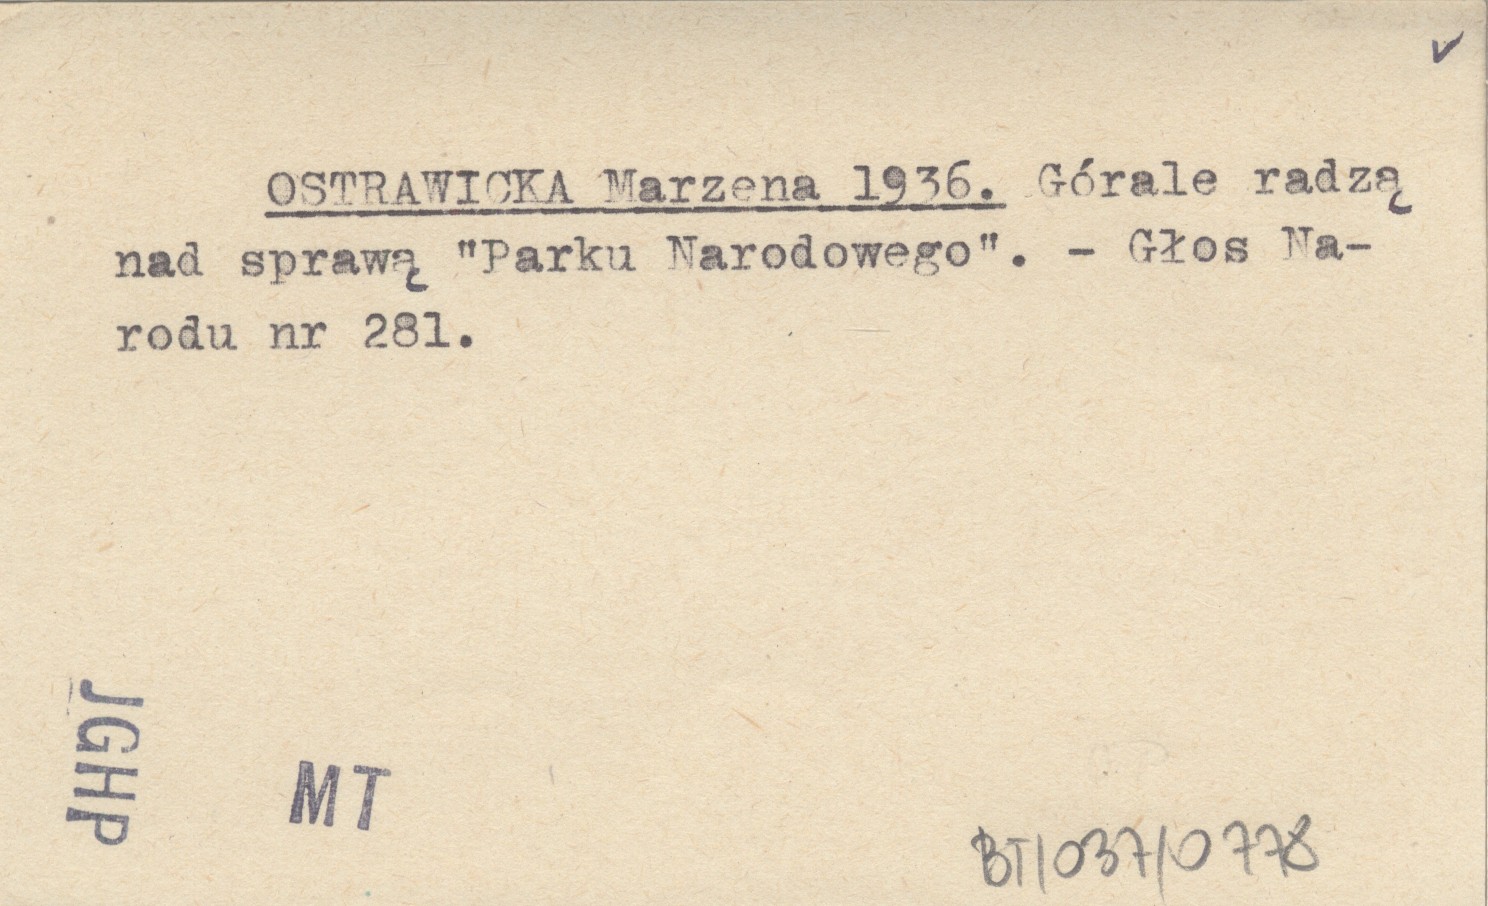 OSTRAWICKA Marzena 1936. Górale radzą
nad sprawą "Parku Narodowego". - Głos Na-
rodu nr 281.
JGHP
MT
BT/037/0778